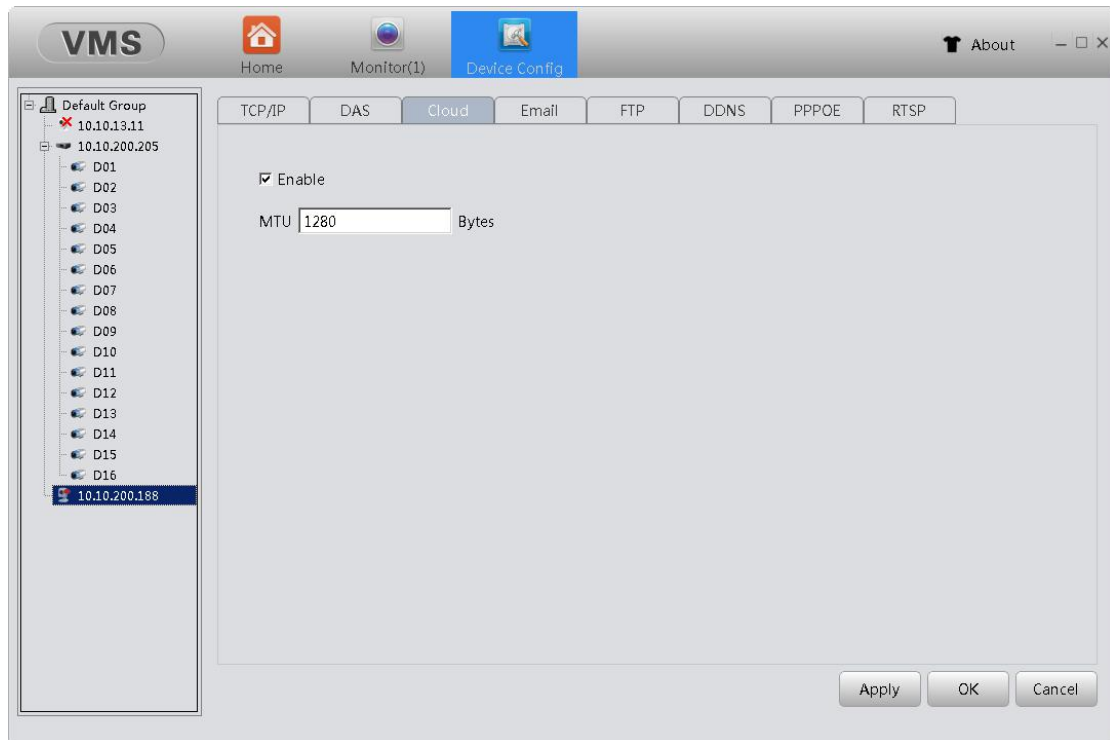 VMS
Home
Monitor(1)
Device Config
About
Default Group
10.10.13.11
10.10.200.205
D01
D02
D03
D04
D05
D06
D07
D08
D09
D10
D11
D12
D13
D14
D15
D16
10.10.200.188
TCP/IP DAS Cloud Email FTP DDNS PPPOE RTSP
Enable
MTU 1280 Bytes
Apply OK Cancel